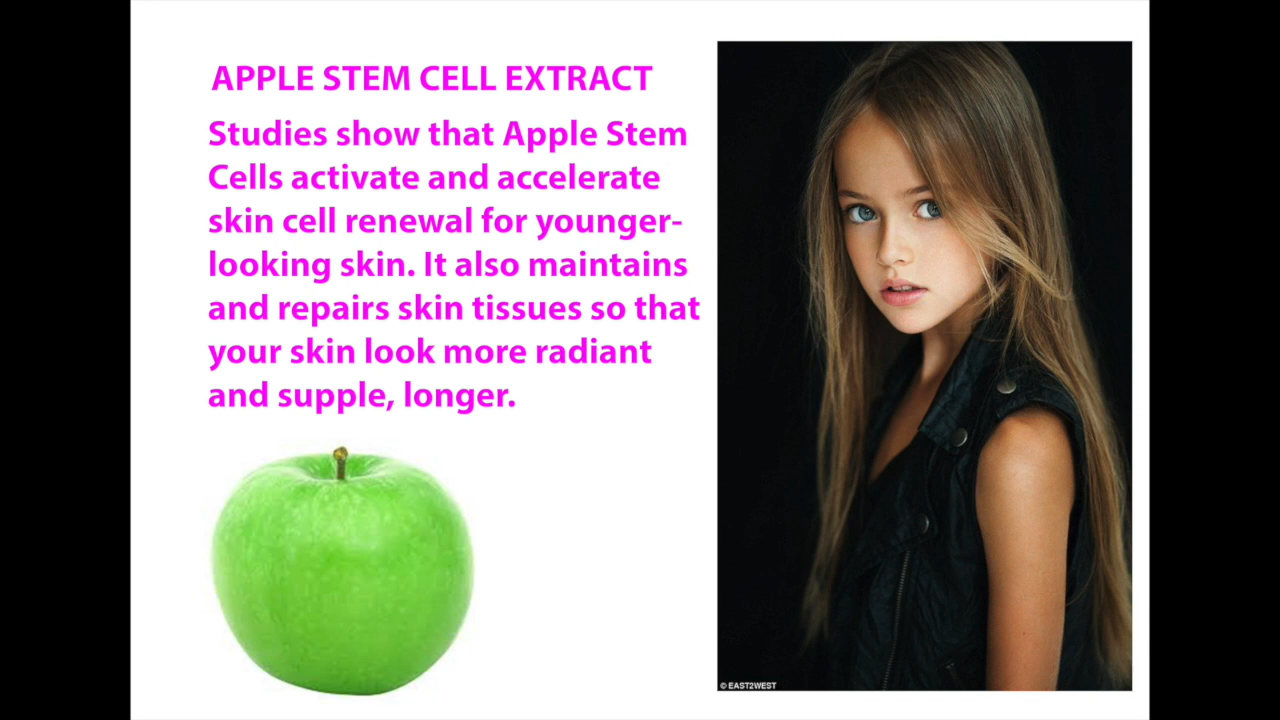 APPLE STEM CELL EXTRACT
Studies show that Apple Stem
Cells activate and accelerate
skin cell renewal for younger-
looking skin. It also maintains
and repairs skin tissues so that
your skin look more radiant
and supple, longer.
© EAST2WEST